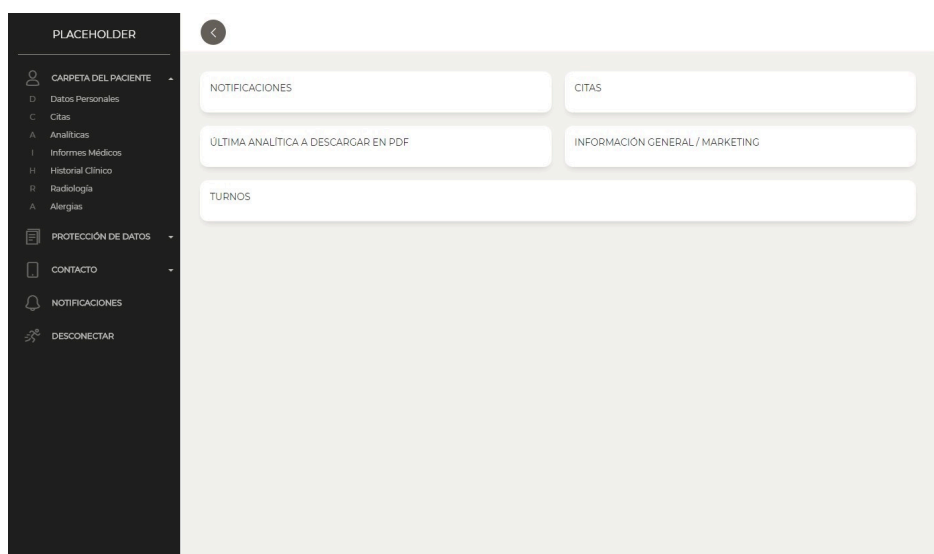 PLACEHOLDER
CARPETA DEL PACIENTE
D Datos Personales
C Citas
A Analíticas
I Informes Médicos
H Historial Clínico
R Radiología
A Alergias
PROTECCIÓN DE DATOS
CONTACTO
NOTIFICACIONES
DESCONECTAR
NOTIFICACIONES
CITAS
ÚLTIMA ANALÍTICA A DESCARGAR EN PDF
INFORMACIÓN GENERAL / MARKETING
TURNOS